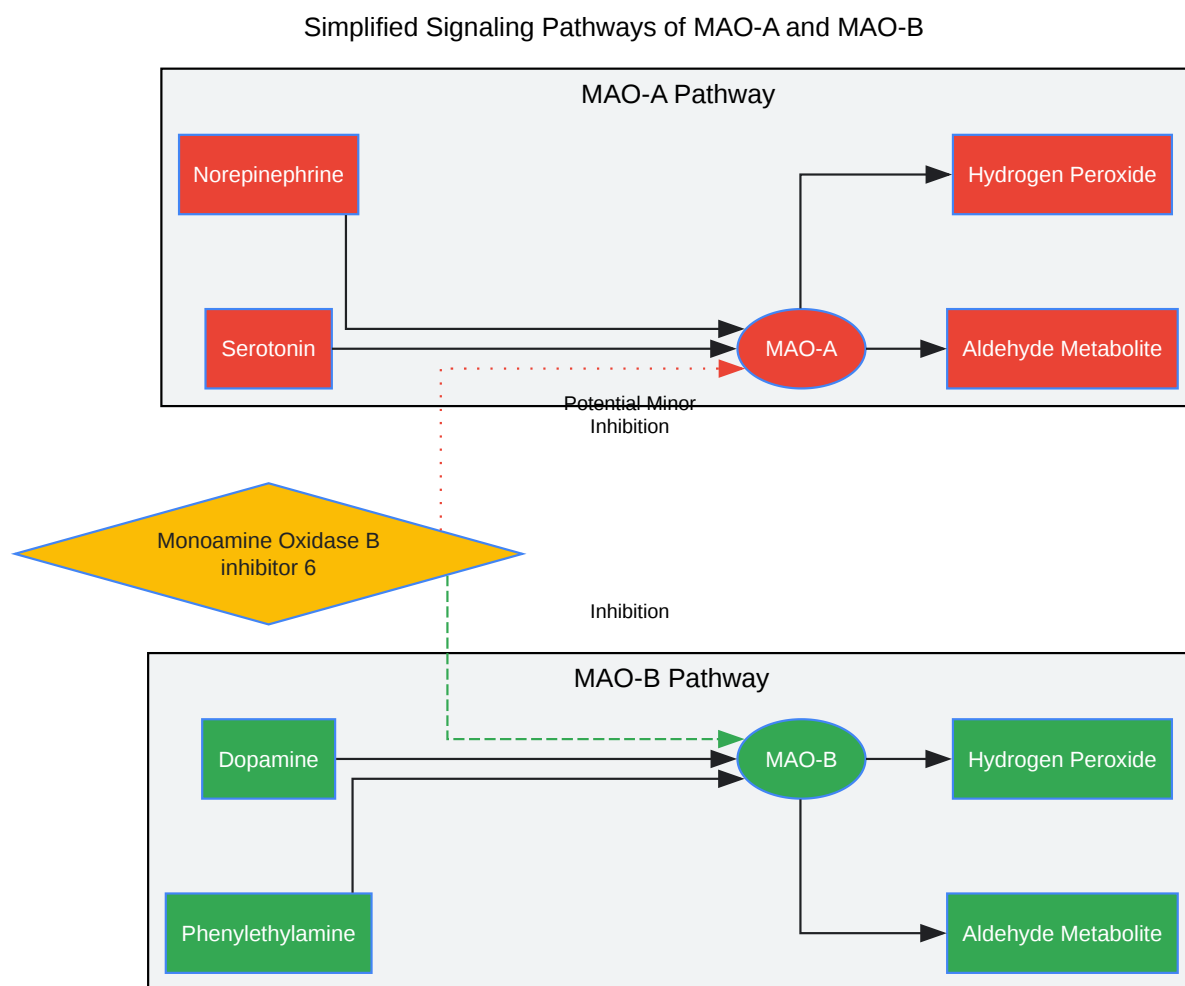 Simplified Signaling Pathways of MAO-A and MAO-B
MAO-A Pathway
Norepinephrine
Hydrogen Peroxide
Serotonin
MAO-A
Aldehyde Metabolite
Potential Minor
Inhibition
Monoamine Oxidase B
inhibitor 6
Inhibition
MAO-B Pathway
Dopamine
MAO-B
Hydrogen Peroxide
Phenylethylamine
Aldehyde Metabolite